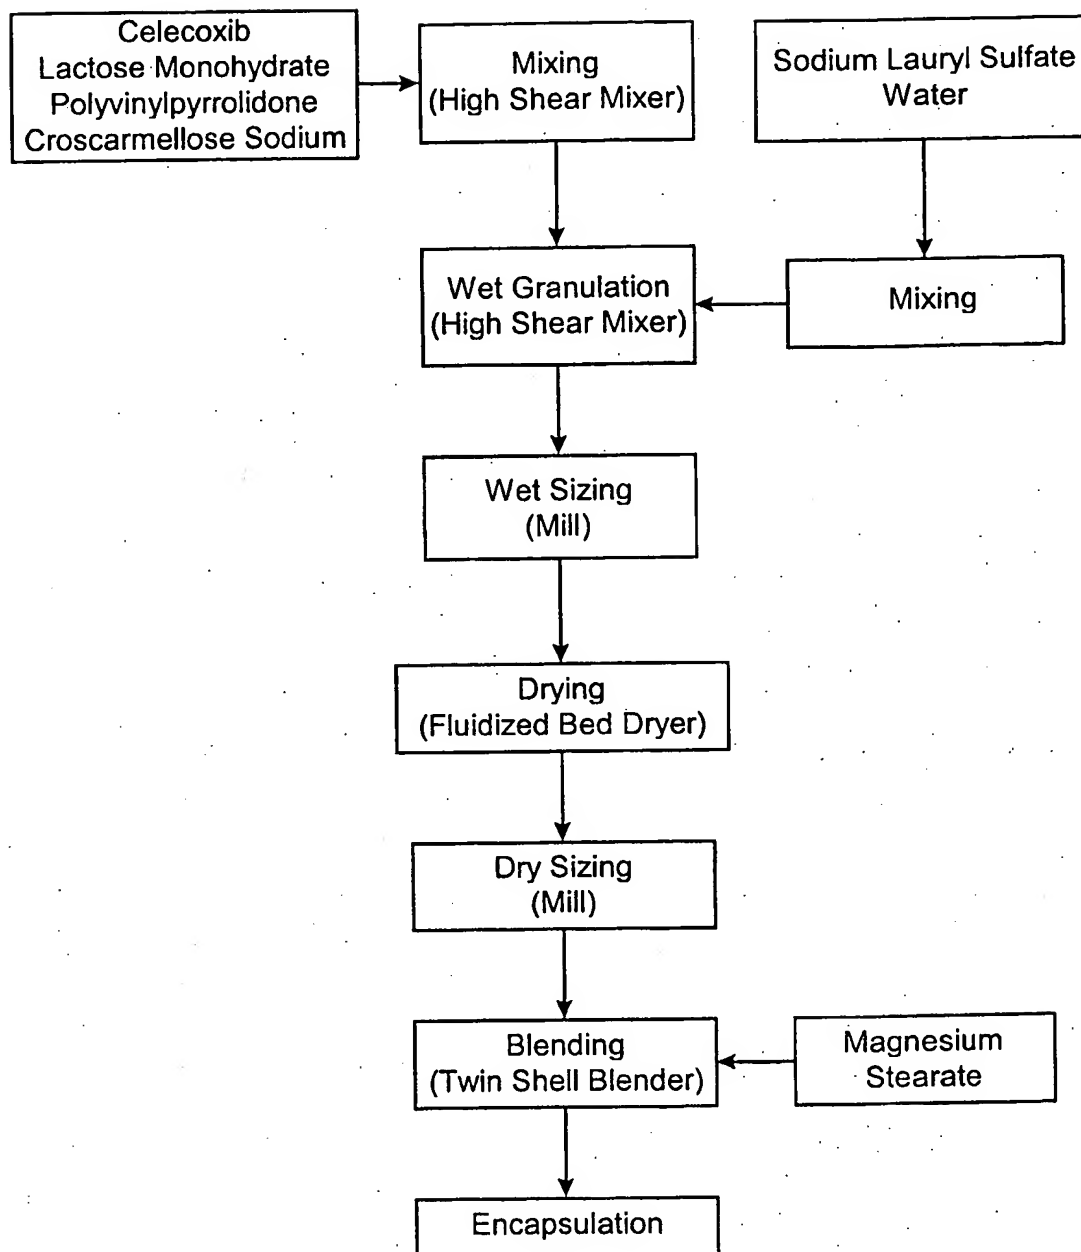 Celecoxib
Lactose Monohydrate
Polyvinylpyrrolidone
Croscarmellose Sodium
Mixing
(High Shear Mixer)
Sodium Lauryl Sulfate
Water
Wet Granulation
(High Shear Mixer)
Mixing
Wet Sizing
(Mill)
Drying
(Fluidized Bed Dryer)
Dry Sizing
(Mill)
Blending
(Twin Shell Blender)
Magnesium
Stearate
Encapsulation